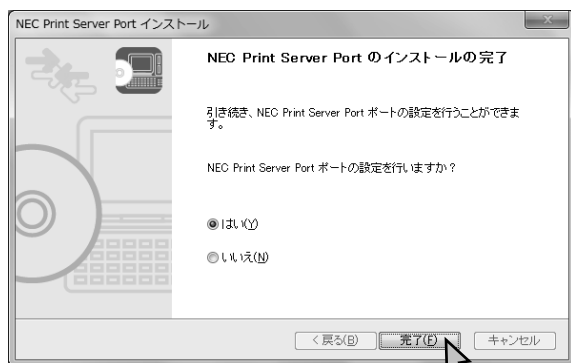 NEC Print Server Port インストール
NEC Print Server Port のインストールの完了
引き続き、NEC Print Server Port ポートの設定を行うことができま
す。
NEC Print Server Port ポートの設定を行いますか?
はい(Y)
いいえ(N)
< 戻る(B)
完了(F)
キャンセル